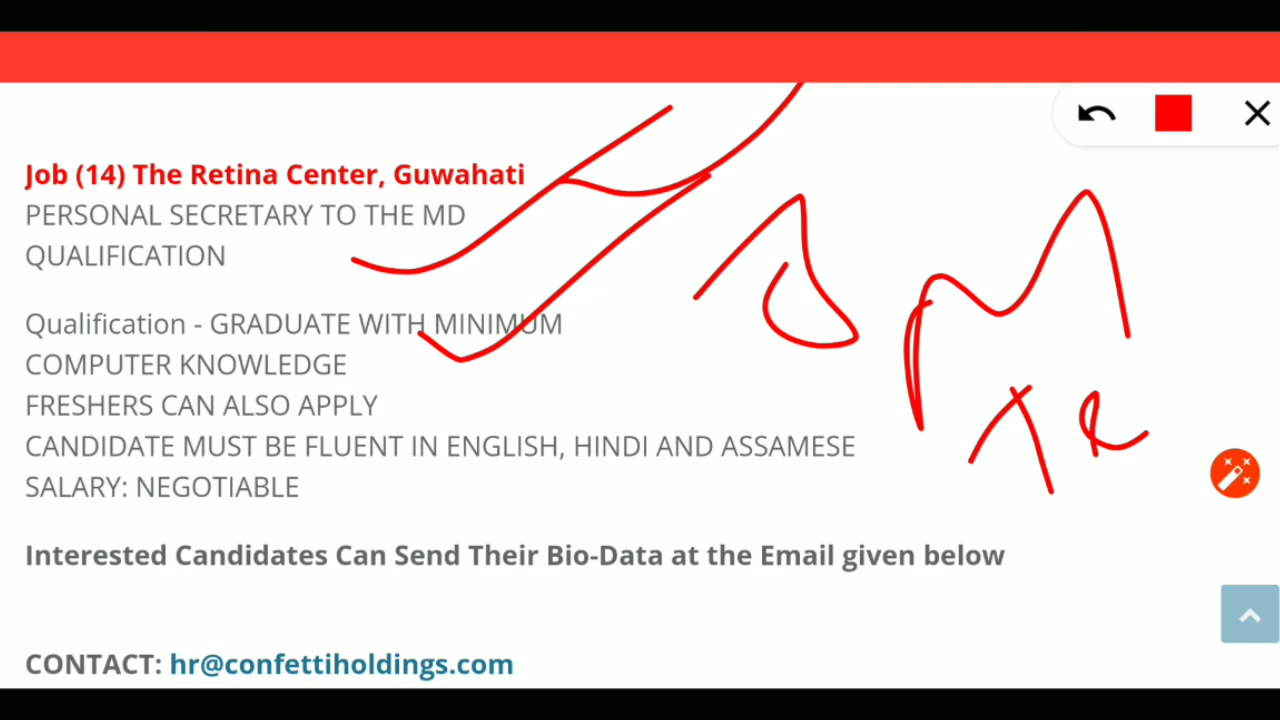 Job (14) The Retina Center, Guwahati
PERSONAL SECRETARY TO THE MD
QUALIFICATION
Qualification - GRADUATE WITH MINIMUM
COMPUTER KNOWLEDGE
FRESHERS CAN ALSO APPLY
CANDIDATE MUST BE FLUENT IN ENGLISH, HINDI AND ASSAMESE
SALARY: NEGOTIABLE
Interested Candidates Can Send Their Bio-Data at the Email given below
CONTACT: hr@confettiholdings.com